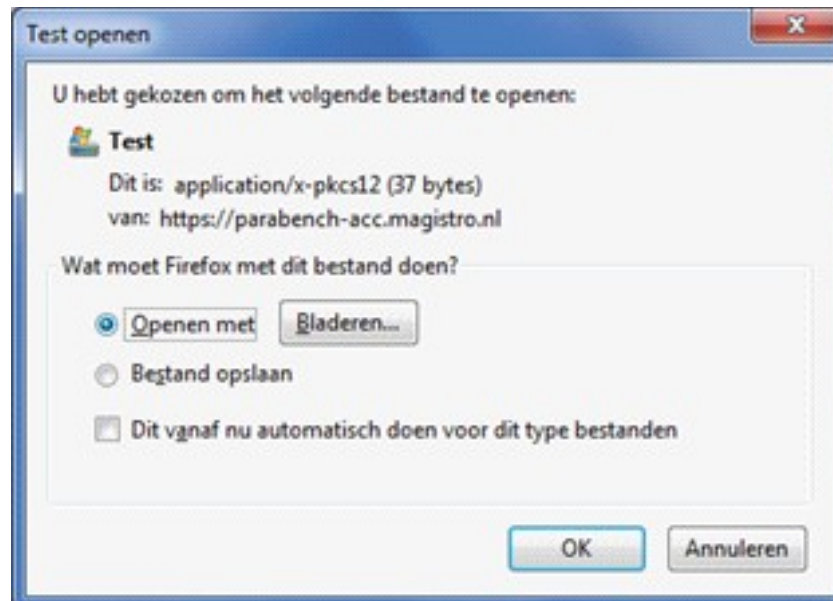 Test openen
U hebt gekozen om het volgende bestand te openen:
Test
Dit is: application/x-pkcs12 (37 bytes)
van: https://parabench-acc.magistro.nl
Wat moet Firefox met dit bestand doen?
Openen met Bladeren...
Bestand opslaan
Dit vanaf nu automatisch doen voor dit type bestanden
OK Annuleren